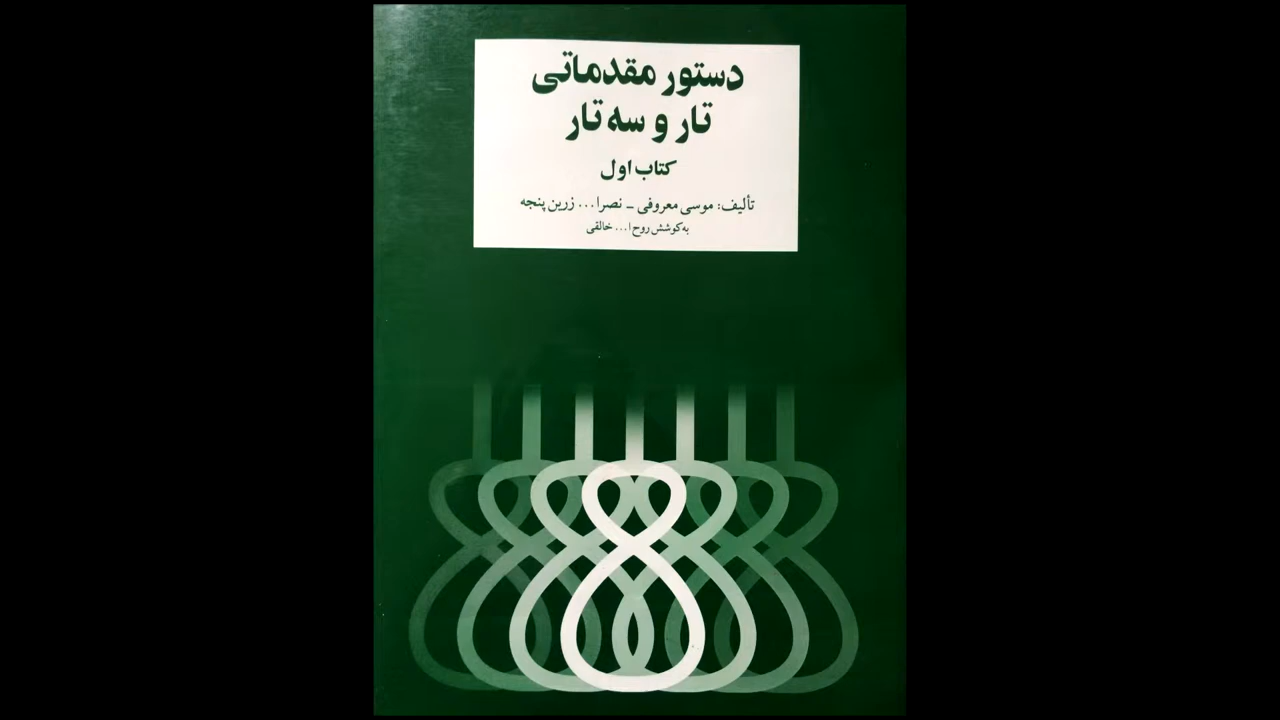 دستور مقدماتی
تار و سه تار
کتاب اول
تألیف: موسی معروفی ـ نصرا... زرین پنجه
به کوشش روح ا... خالقی